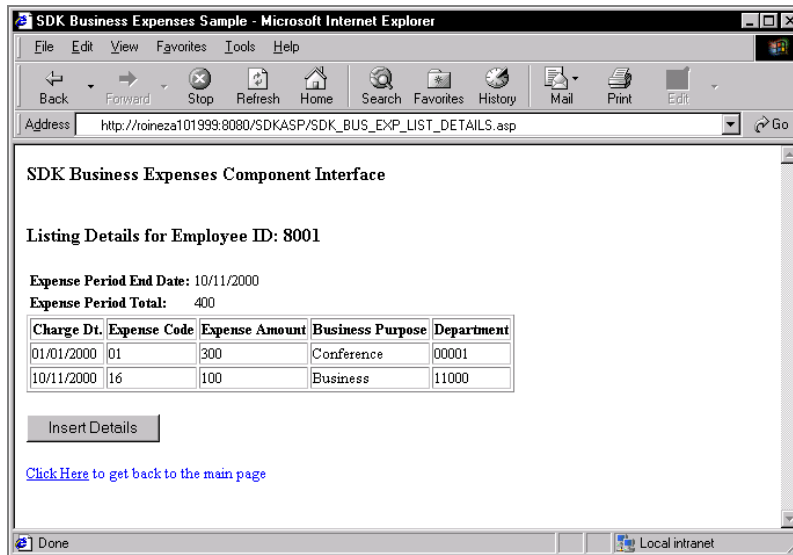 SDK Business Expenses Sample - Microsoft Internet Explorer
File Edit View Favorites Tools Help
Back Forward Stop Refresh Home Search Favorites History Mail Print Edit
Address http://roineza101999:8080/SDKASP/SDK_BUS_EXP_LIST_DETAILS.asp Go
SDK Business Expenses Component Interface
Listing Details for Employee ID: 8001
Expense Period End Date: 10/11/2000
Expense Period Total: 400
Charge Dt. Expense Code Expense Amount Business Purpose Department
01/01/2000 01 300 Conference 00001
10/11/2000 16 100 Business 11000
Insert Details
Click Here to get back to the main page
Done Local intranet